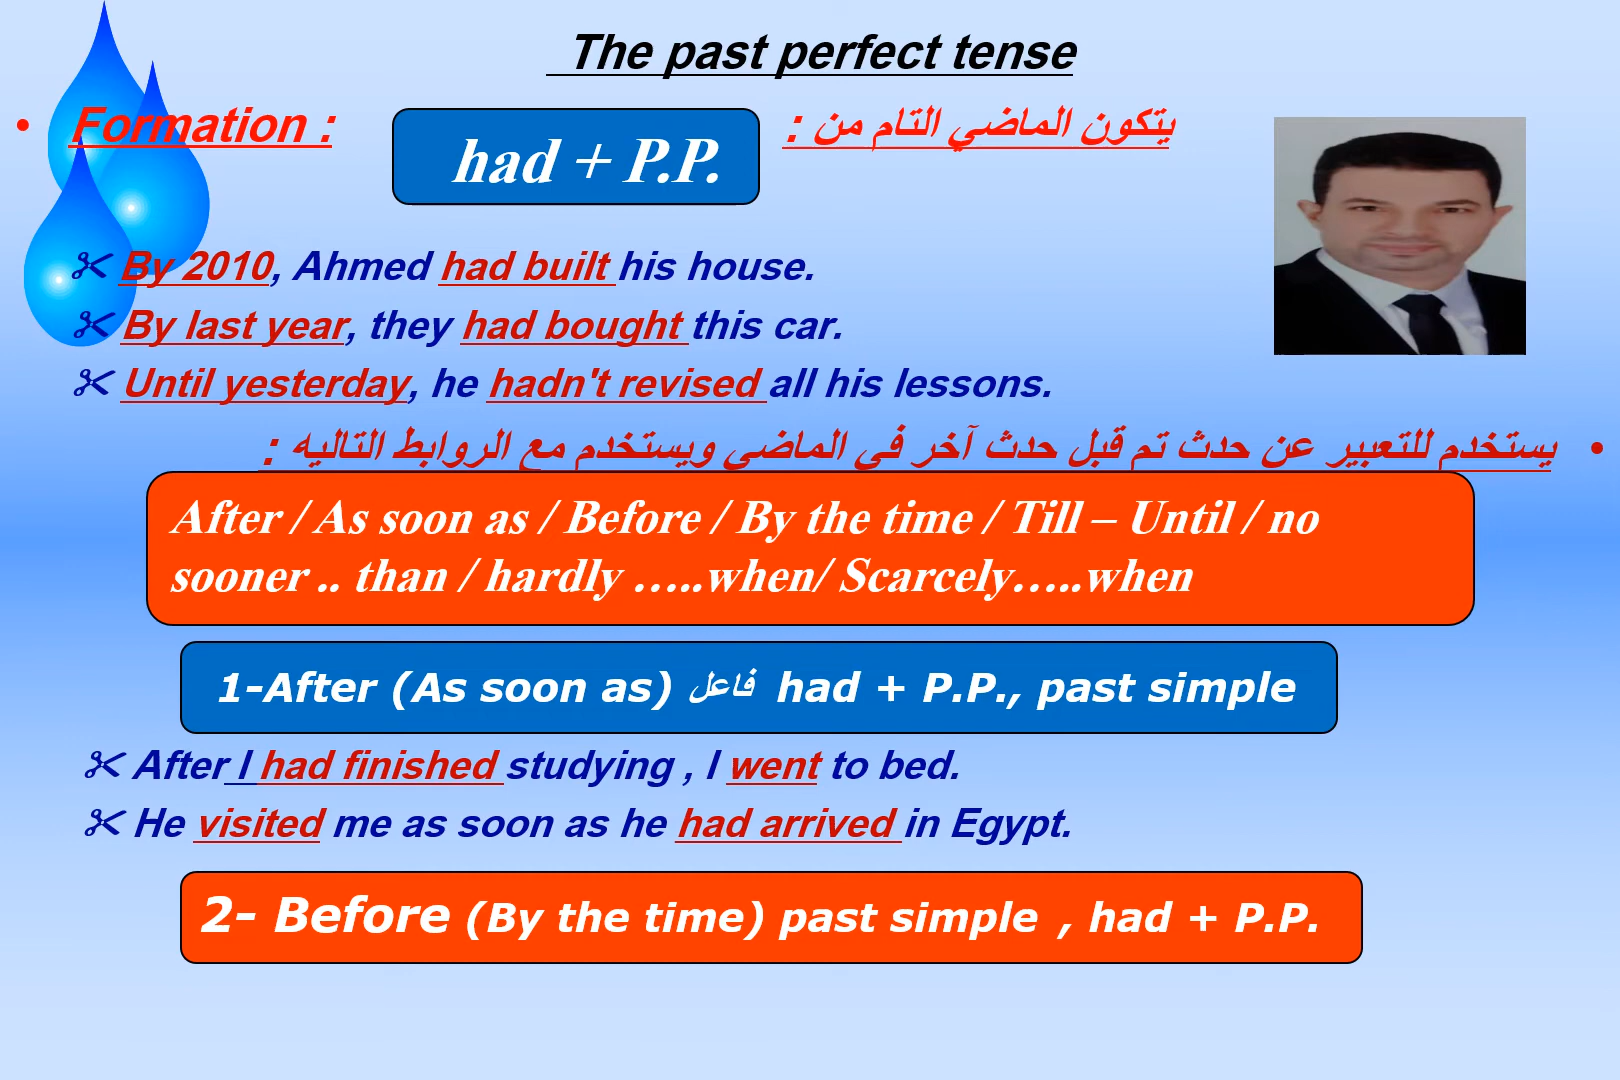 The past perfect tense
• Formation : يتكون الماضي التام من :
had + P.P.
By 2010, Ahmed had built his house.
By last year, they had bought this car.
Until yesterday, he hadn't revised all his lessons.
• يستخدم للتعبير عن حدث تم قبل حدث آخر في الماضي ويستخدم مع الروابط التاليه :
After / As soon as / Before / By the time / Till – Until / no
sooner .. than / hardly …..when/ Scarcely…..when
1-After (As soon as) فاعل had + P.P., past simple
After I had finished studying , I went to bed.
He visited me as soon as he had arrived in Egypt.
2- Before (By the time) past simple , had + P.P.